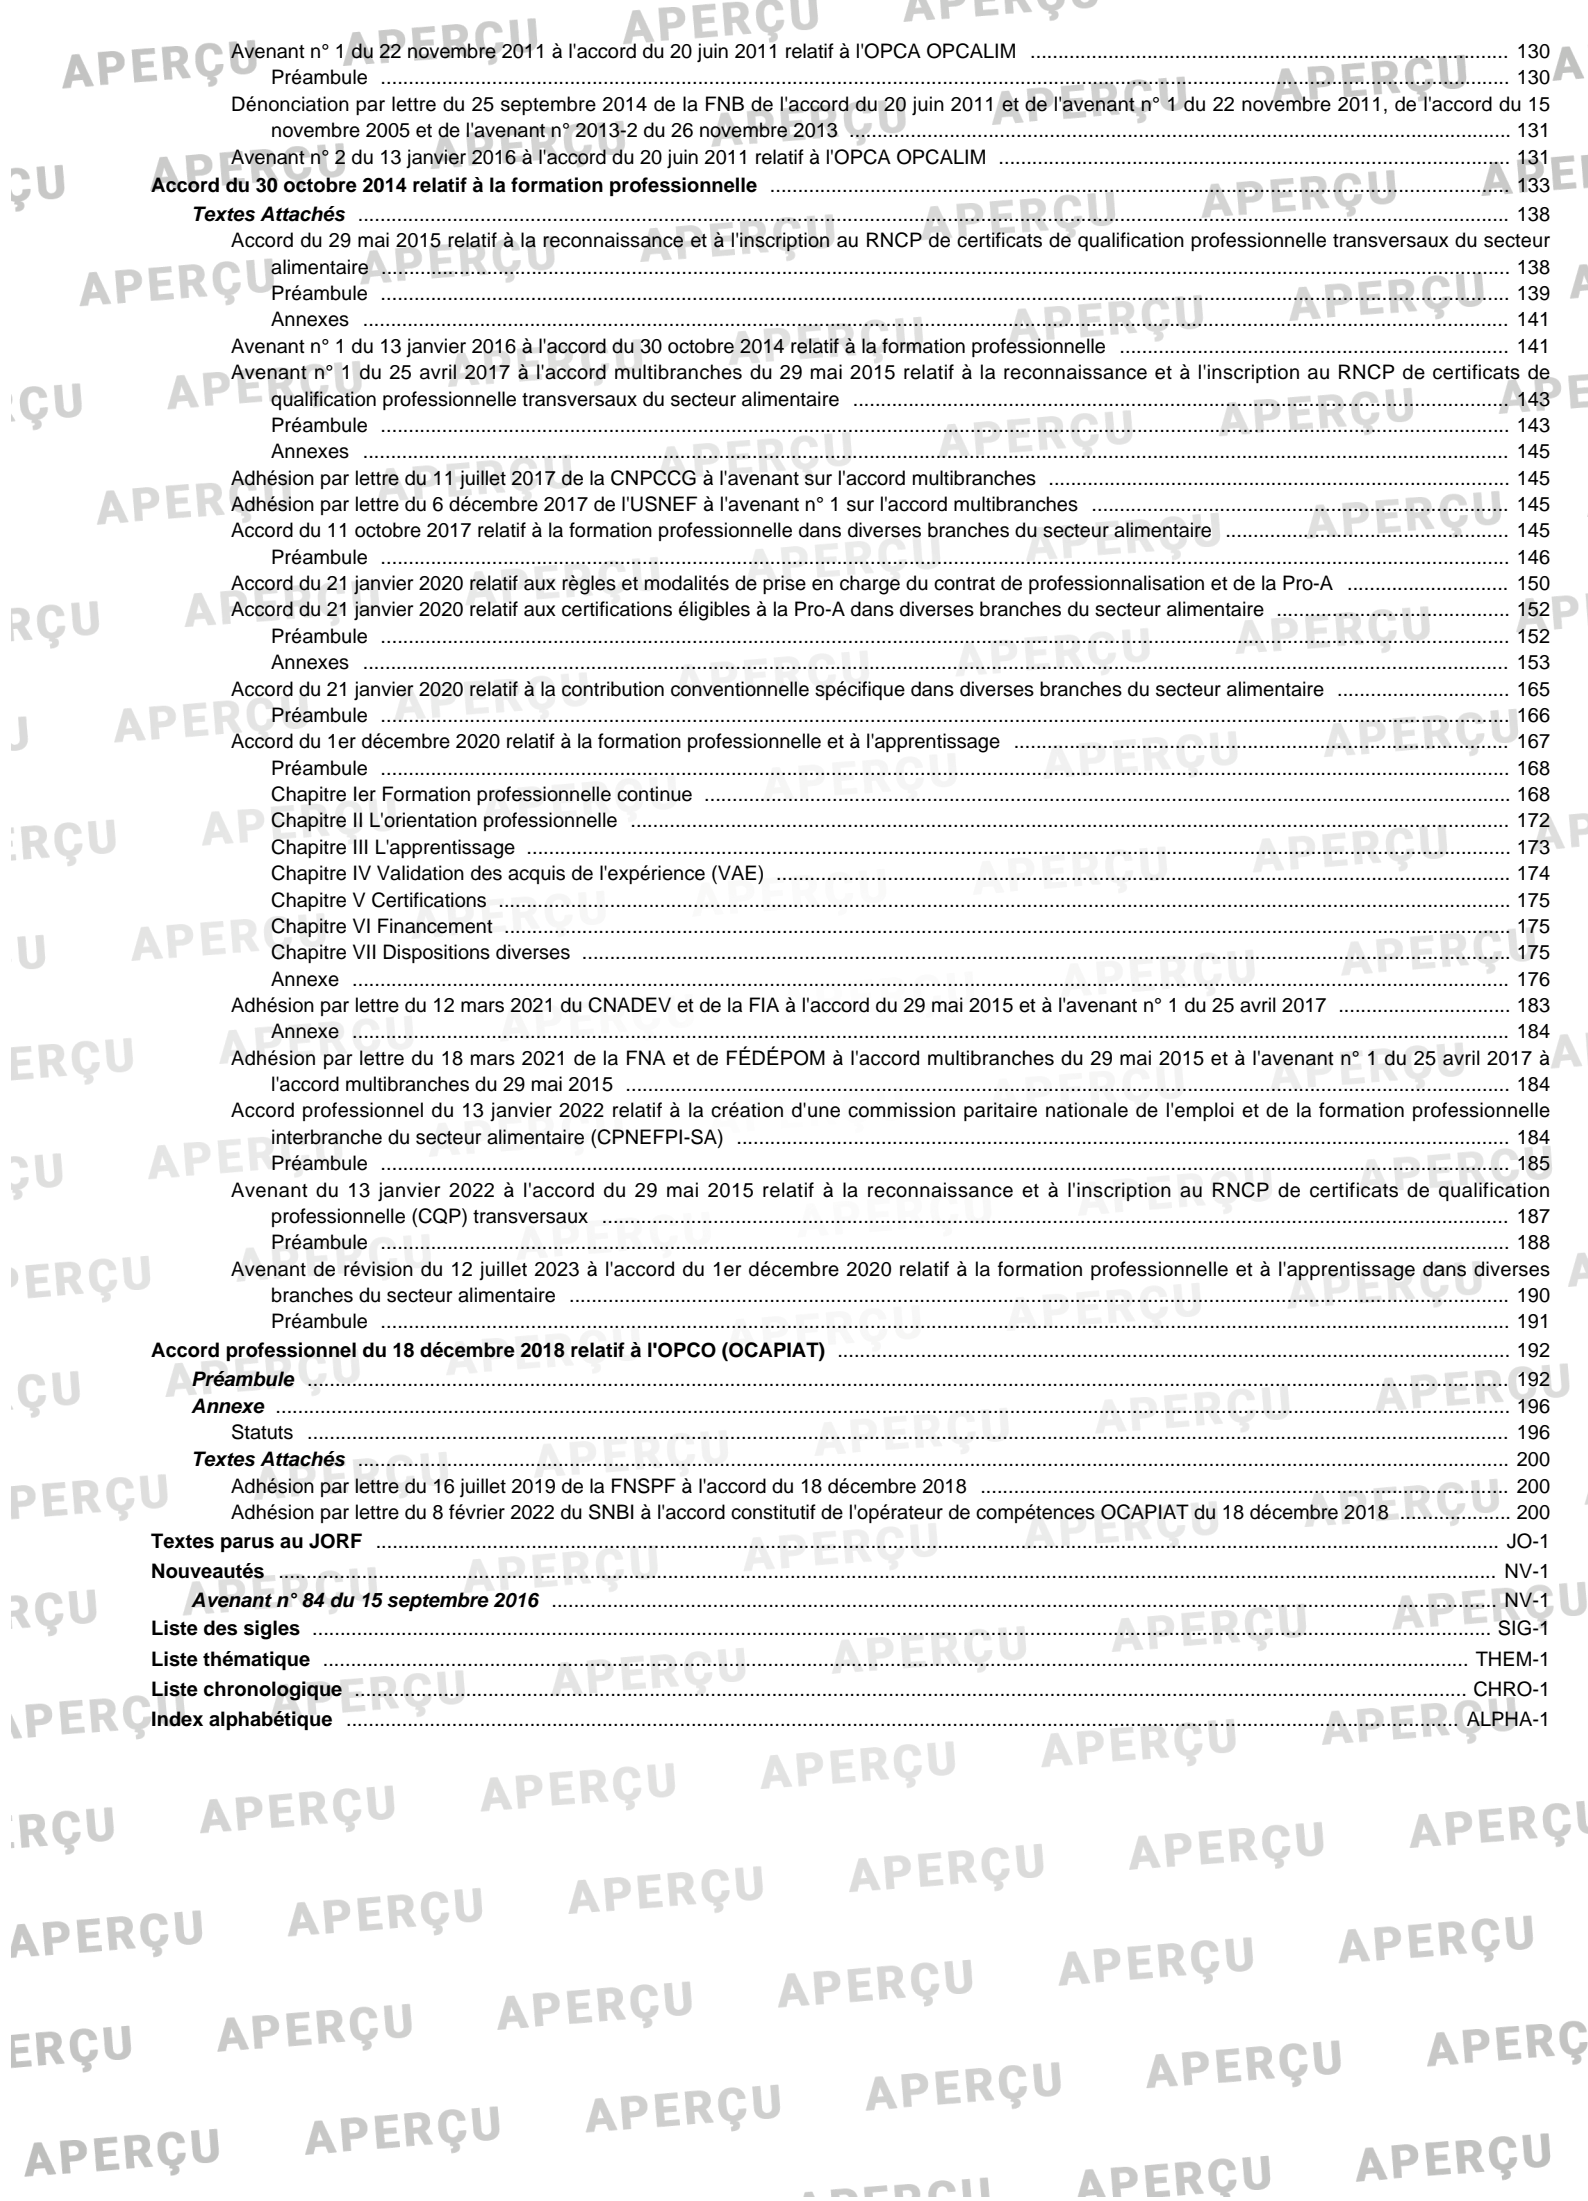 Avenant n° 1 du 22 novembre 2011 à l'accord du 20 juin 2011 relatif à l'OPCA OPCALIM ... 130
Préambule ... 130
Dénonciation par lettre du 25 septembre 2014 de la FNB de l'accord du 20 juin 2011 et de l'avenant n° 1 du 22 novembre 2011, de l'accord du 15
novembre 2005 et de l'avenant n° 2013-2 du 26 novembre 2013 ... 131
Avenant n° 2 du 13 janvier 2016 à l'accord du 20 juin 2011 relatif à l'OPCA OPCALIM ... 131
Accord du 30 octobre 2014 relatif à la formation professionnelle ... 133
Textes Attachés ... 138
Accord du 29 mai 2015 relatif à la reconnaissance et à l'inscription au RNCP de certificats de qualification professionnelle transversaux du secteur
alimentaire ... 138
Préambule ... 139
Annexes ... 141
Avenant n° 1 du 13 janvier 2016 à l'accord du 30 octobre 2014 relatif à la formation professionnelle ... 141
Avenant n° 1 du 25 avril 2017 à l'accord multibranches du 29 mai 2015 relatif à la reconnaissance et à l'inscription au RNCP de certificats de
qualification professionnelle transversaux du secteur alimentaire ... 143
Préambule ... 143
Annexes ... 145
Adhésion par lettre du 11 juillet 2017 de la CNPCCG à l'avenant sur l'accord multibranches ... 145
Adhésion par lettre du 6 décembre 2017 de l'USNEF à l'avenant n° 1 sur l'accord multibranches ... 145
Accord du 11 octobre 2017 relatif à la formation professionnelle dans diverses branches du secteur alimentaire ... 145
Préambule ... 146
Accord du 21 janvier 2020 relatif aux règles et modalités de prise en charge du contrat de professionnalisation et de la Pro-A ... 150
Accord du 21 janvier 2020 relatif aux certifications éligibles à la Pro-A dans diverses branches du secteur alimentaire ... 152
Préambule ... 152
Annexes ... 153
Accord du 21 janvier 2020 relatif à la contribution conventionnelle spécifique dans diverses branches du secteur alimentaire ... 165
Préambule ... 166
Accord du 1er décembre 2020 relatif à la formation professionnelle et à l'apprentissage ... 167
Préambule ... 168
Chapitre Ier Formation professionnelle continue ... 168
Chapitre II L'orientation professionnelle ... 172
Chapitre III L'apprentissage ... 173
Chapitre IV Validation des acquis de l'expérience (VAE) ... 174
Chapitre V Certifications ... 175
Chapitre VI Financement ... 175
Chapitre VII Dispositions diverses ... 175
Annexe ... 176
Adhésion par lettre du 12 mars 2021 du CNADEV et de la FIA à l'accord du 29 mai 2015 et à l'avenant n° 1 du 25 avril 2017 ... 183
Annexe ... 184
Adhésion par lettre du 18 mars 2021 de la FNA et de FÉDÉPOM à l'accord multibranches du 29 mai 2015 et à l'avenant n° 1 du 25 avril 2017 à
l'accord multibranches du 29 mai 2015 ... 184
Accord professionnel du 13 janvier 2022 relatif à la création d'une commission paritaire nationale de l'emploi et de la formation professionnelle
interbranche du secteur alimentaire (CPNEFPI-SA) ... 184
Préambule ... 185
Avenant du 13 janvier 2022 à l'accord du 29 mai 2015 relatif à la reconnaissance et à l'inscription au RNCP de certificats de qualification
professionnelle (CQP) transversaux ... 187
Préambule ... 188
Avenant de révision du 12 juillet 2023 à l'accord du 1er décembre 2020 relatif à la formation professionnelle et à l'apprentissage dans diverses
branches du secteur alimentaire ... 190
Préambule ... 191
Accord professionnel du 18 décembre 2018 relatif à l'OPCO (OCAPIAT) ... 192
Préambule ... 192
Annexe ... 196
Statuts ... 196
Textes Attachés ... 200
Adhésion par lettre du 16 juillet 2019 de la FNSPF à l'accord du 18 décembre 2018 ... 200
Adhésion par lettre du 8 février 2022 du SNBI à l'accord constitutif de l'opérateur de compétences OCAPIAT du 18 décembre 2018 ... 200
Textes parus au JORF ... JO-1
Nouveautés ... NV-1
Avenant n° 84 du 15 septembre 2016 ... NV-1
Liste des sigles ... SIG-1
Liste thématique ... THEM-1
Liste chronologique ... CHRO-1
Index alphabétique ... ALPHA-1
APERÇU